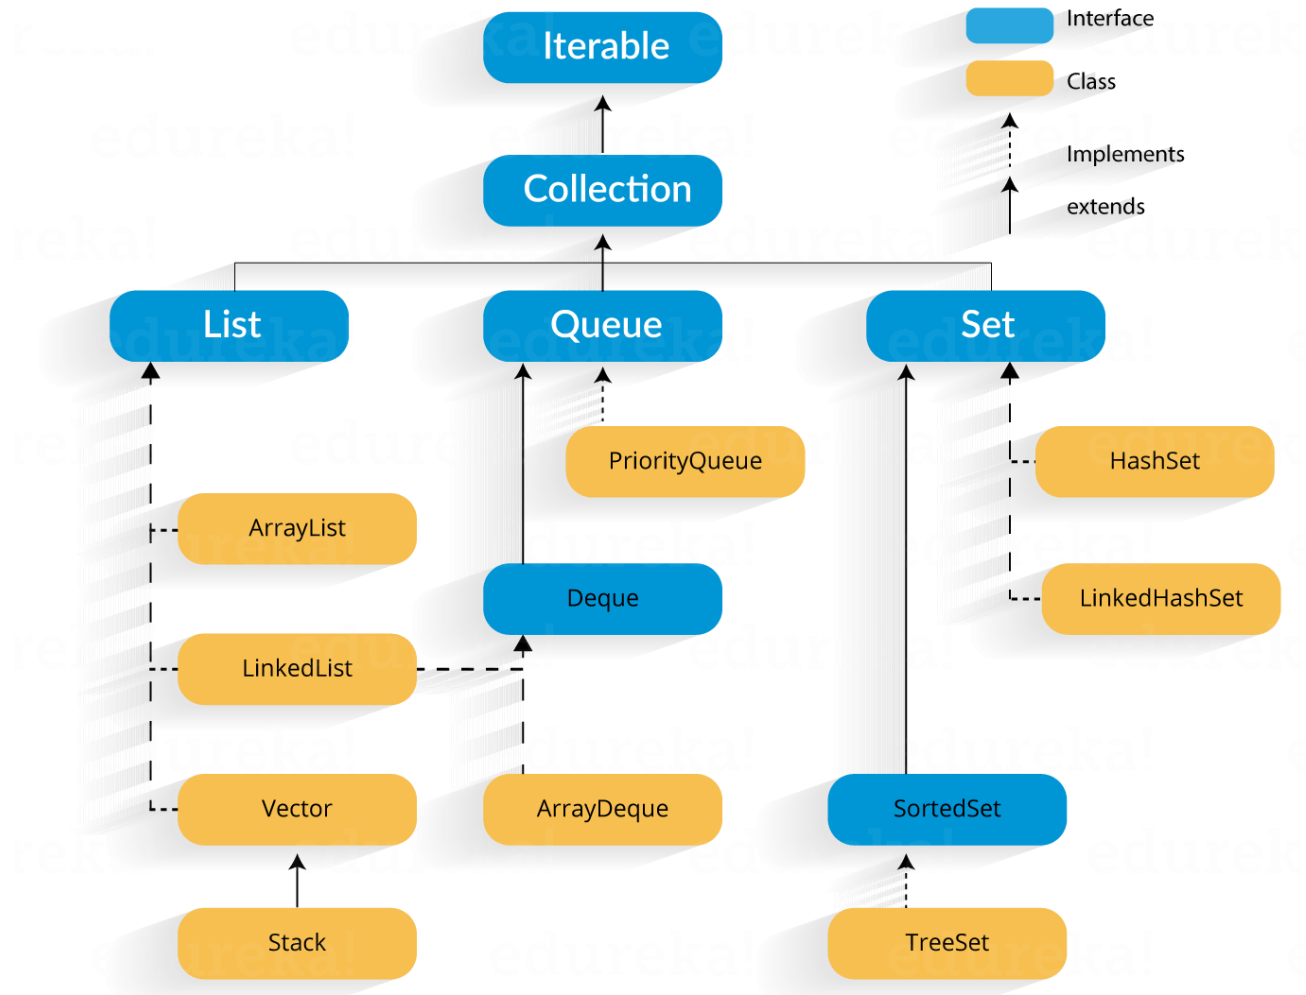 Iterable
Interface
Class
Collection
Implements
extends
List
Queue
Set
PriorityQueue
HashSet
ArrayList
Deque
LinkedHashSet
LinkedList
Vector
ArrayDeque
SortedSet
Stack
TreeSet
edureka!